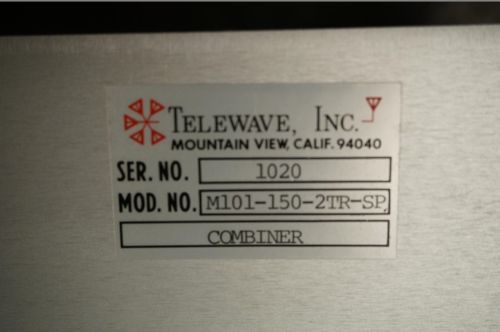 TELEWAVE, INC.
MOUNTAIN VIEW, CALIF. 94040
SER. NO. 1020
MOD. NO. M101-150-2TR-SP
COMBINER